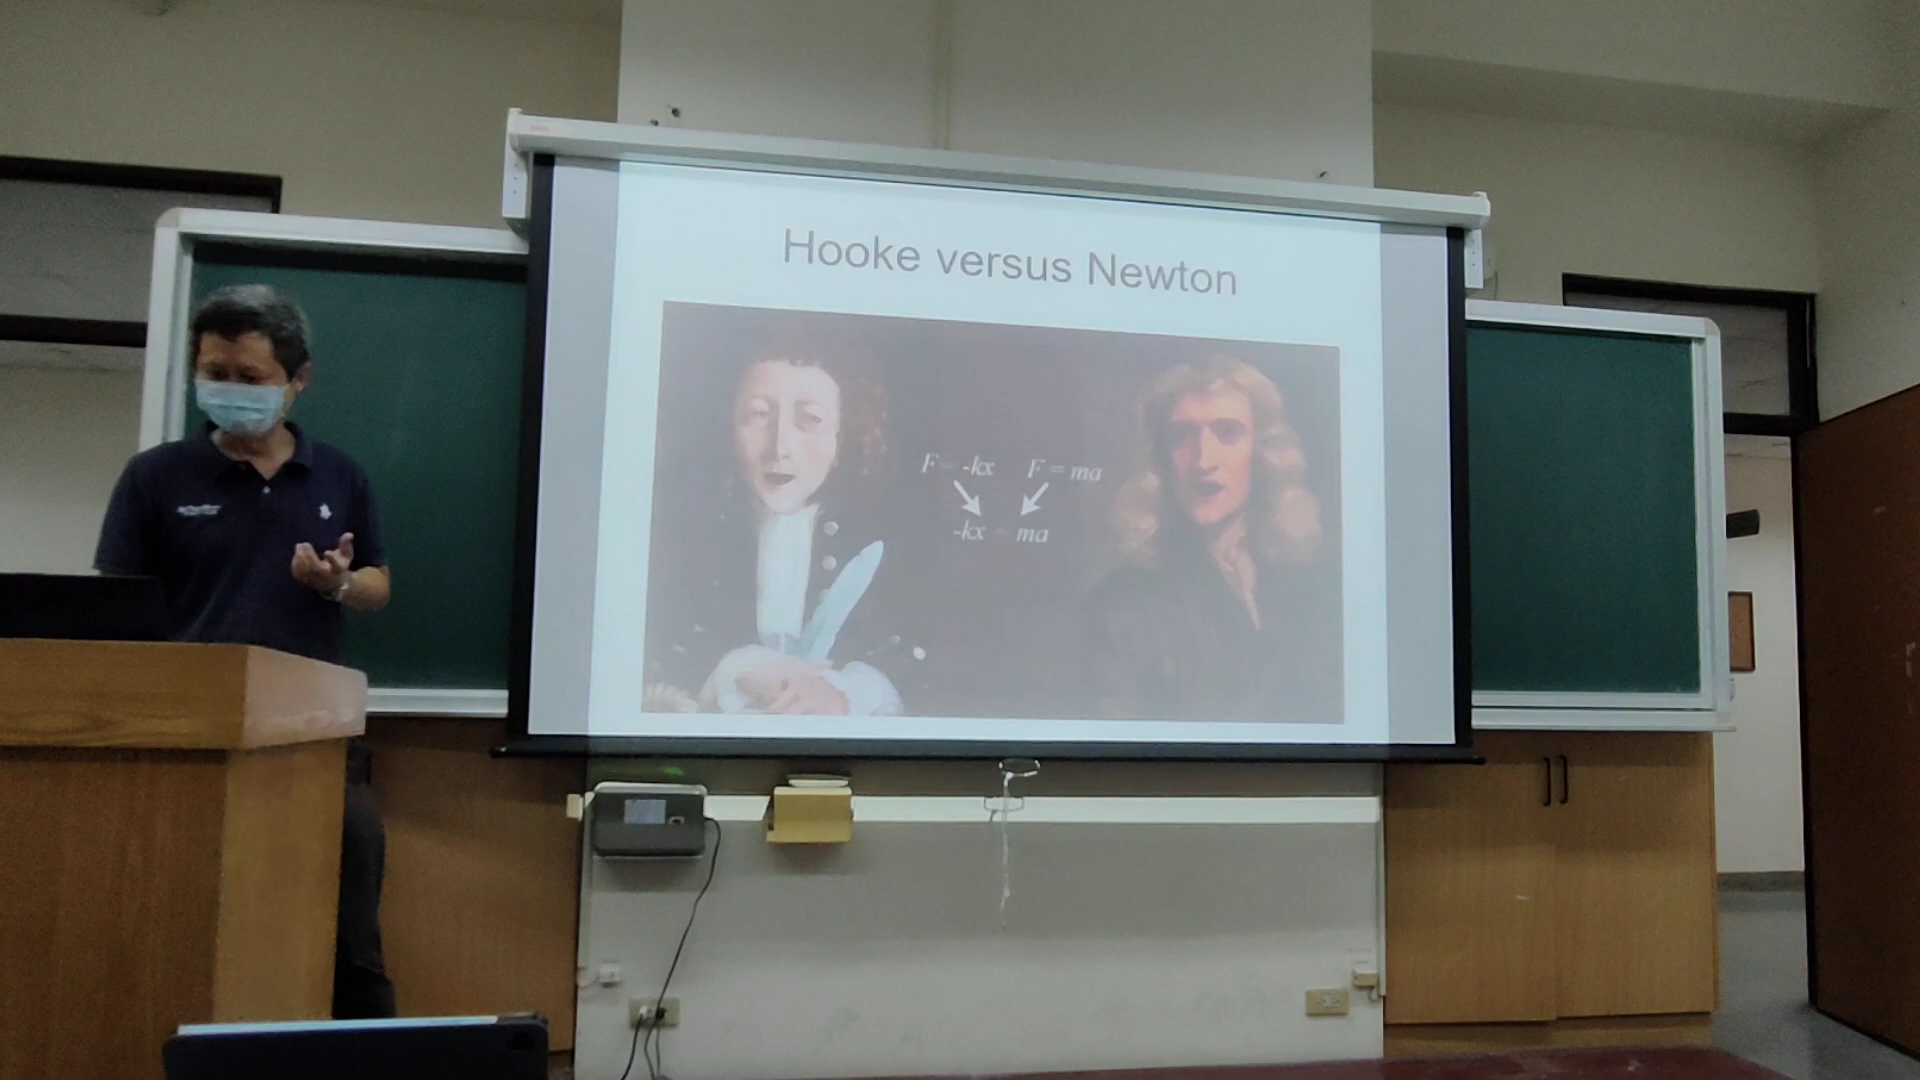 Hooke versus Newton
F = -kx F = ma
-kx = ma